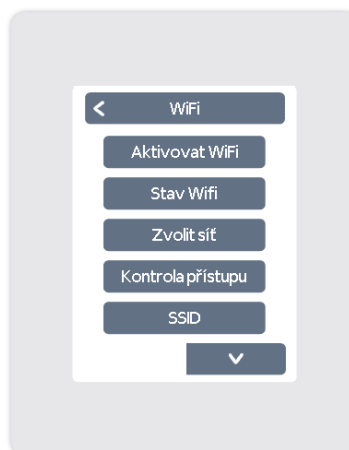 WiFi
Aktivovat WiFi
Stav Wifi
Zvolit síť
Kontrola přístupu
SSID